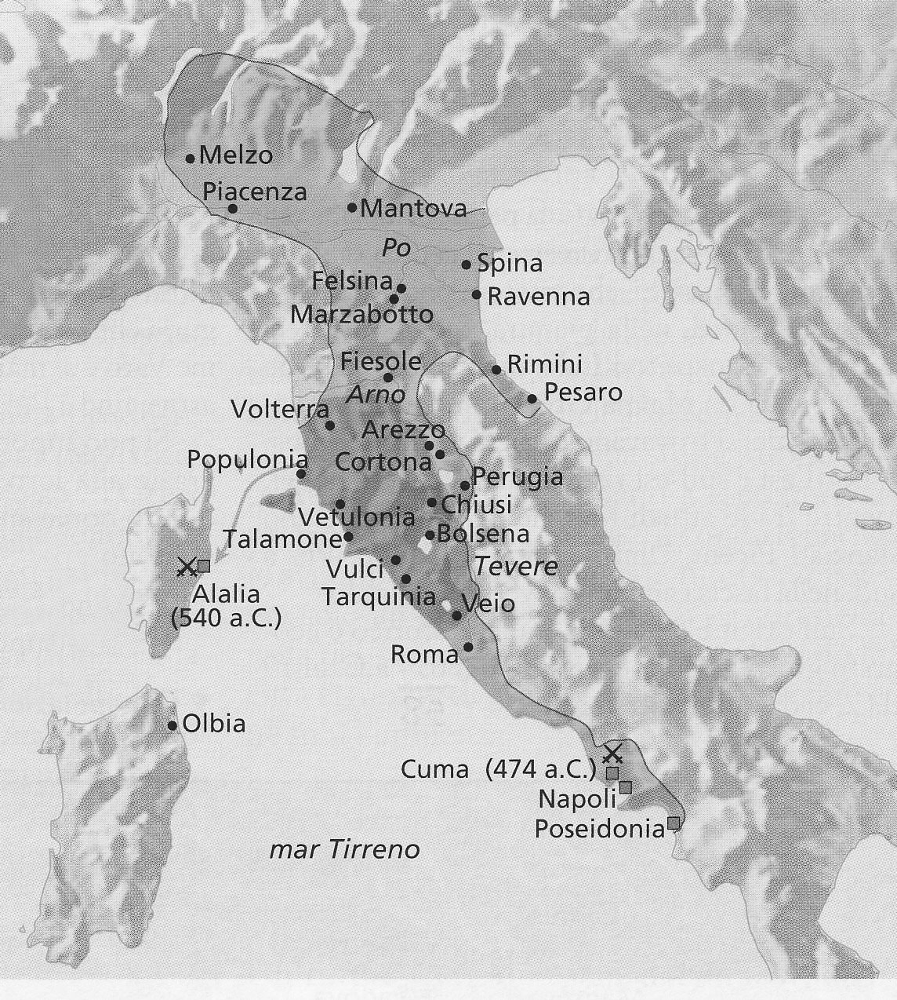 Melzo
Piacenza
Mantova
Po
Spina
Felsina
Ravenna
Marzabotto
Fiesole
Rimini
Arno
Pesaro
Volterra
Arezzo
Populonia
Cortona
Perugia
Chiusi
Vetulonia
Talamone
Bolsena
Vulci
Tevere
Alalia
(540 a.C.)
Tarquinia
Veio
Roma
Olbia
Cuma (474 a.C.)
Napoli
Poseidonia
mar Tirreno